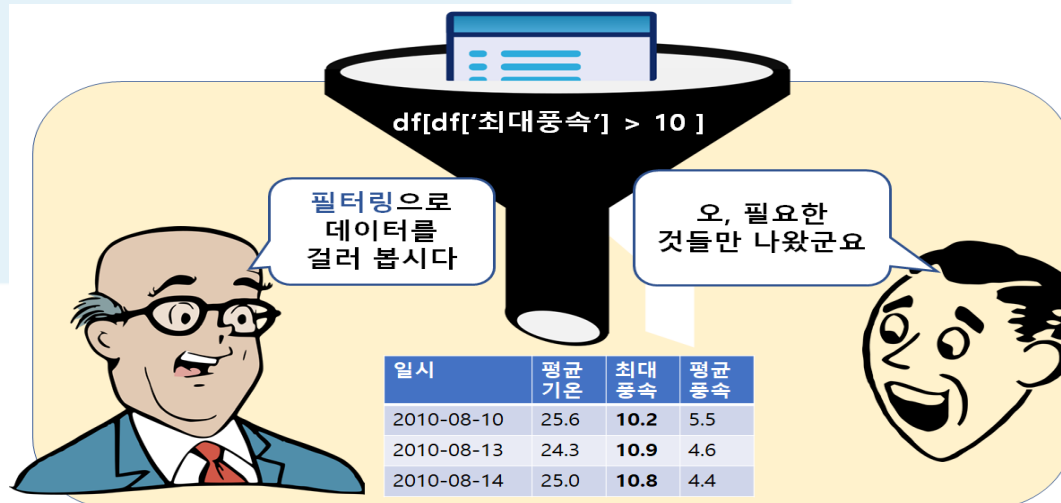 df[df[‘최대풍속’] > 10 ]
필터링으로
데이터를
걸러 봅시다
오, 필요한
것들만 나왔군요
일시 평균 기온 최대 풍속 평균 풍속
2010-08-10 25.6 10.2 5.5
2010-08-13 24.3 10.9 4.6
2010-08-14 25.0 10.8 4.4